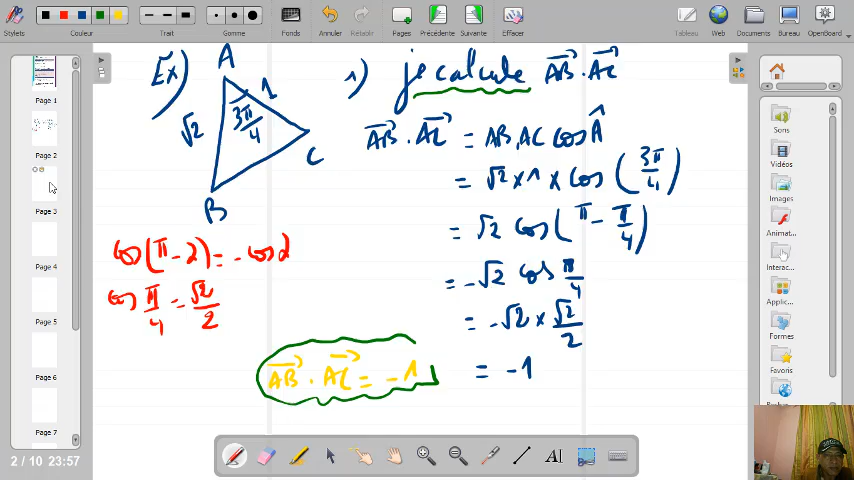 Stylets
Couleur
Gomme
Fonds
Annuler
Rétablir
Pages
Précédente
Suivante
Effacer
Tableau
Web
Documents
Bureau
OpenBoard
Page 1
Page 2
Page 3
Page 4
Page 5
Page 6
Page 7
2 / 10 23:57
Sons
Vidéos
Images
Animat...
Interac...
Applic...
Formes
Favoris
Ex)
A
1
√2
3π/4
C
B
1) je calcule AB⃗ . AC⃗
AB⃗ . AC⃗ = AB . AC cos Â
= √2 x 1 x cos (3π/4)
= √2 cos (π - π/4)
= -√2 cos π/4
= -√2 x √2/2
= -1
cos (π - α) = - cos α
cos π/4 = √2/2
AB⃗ . AC⃗ = -1